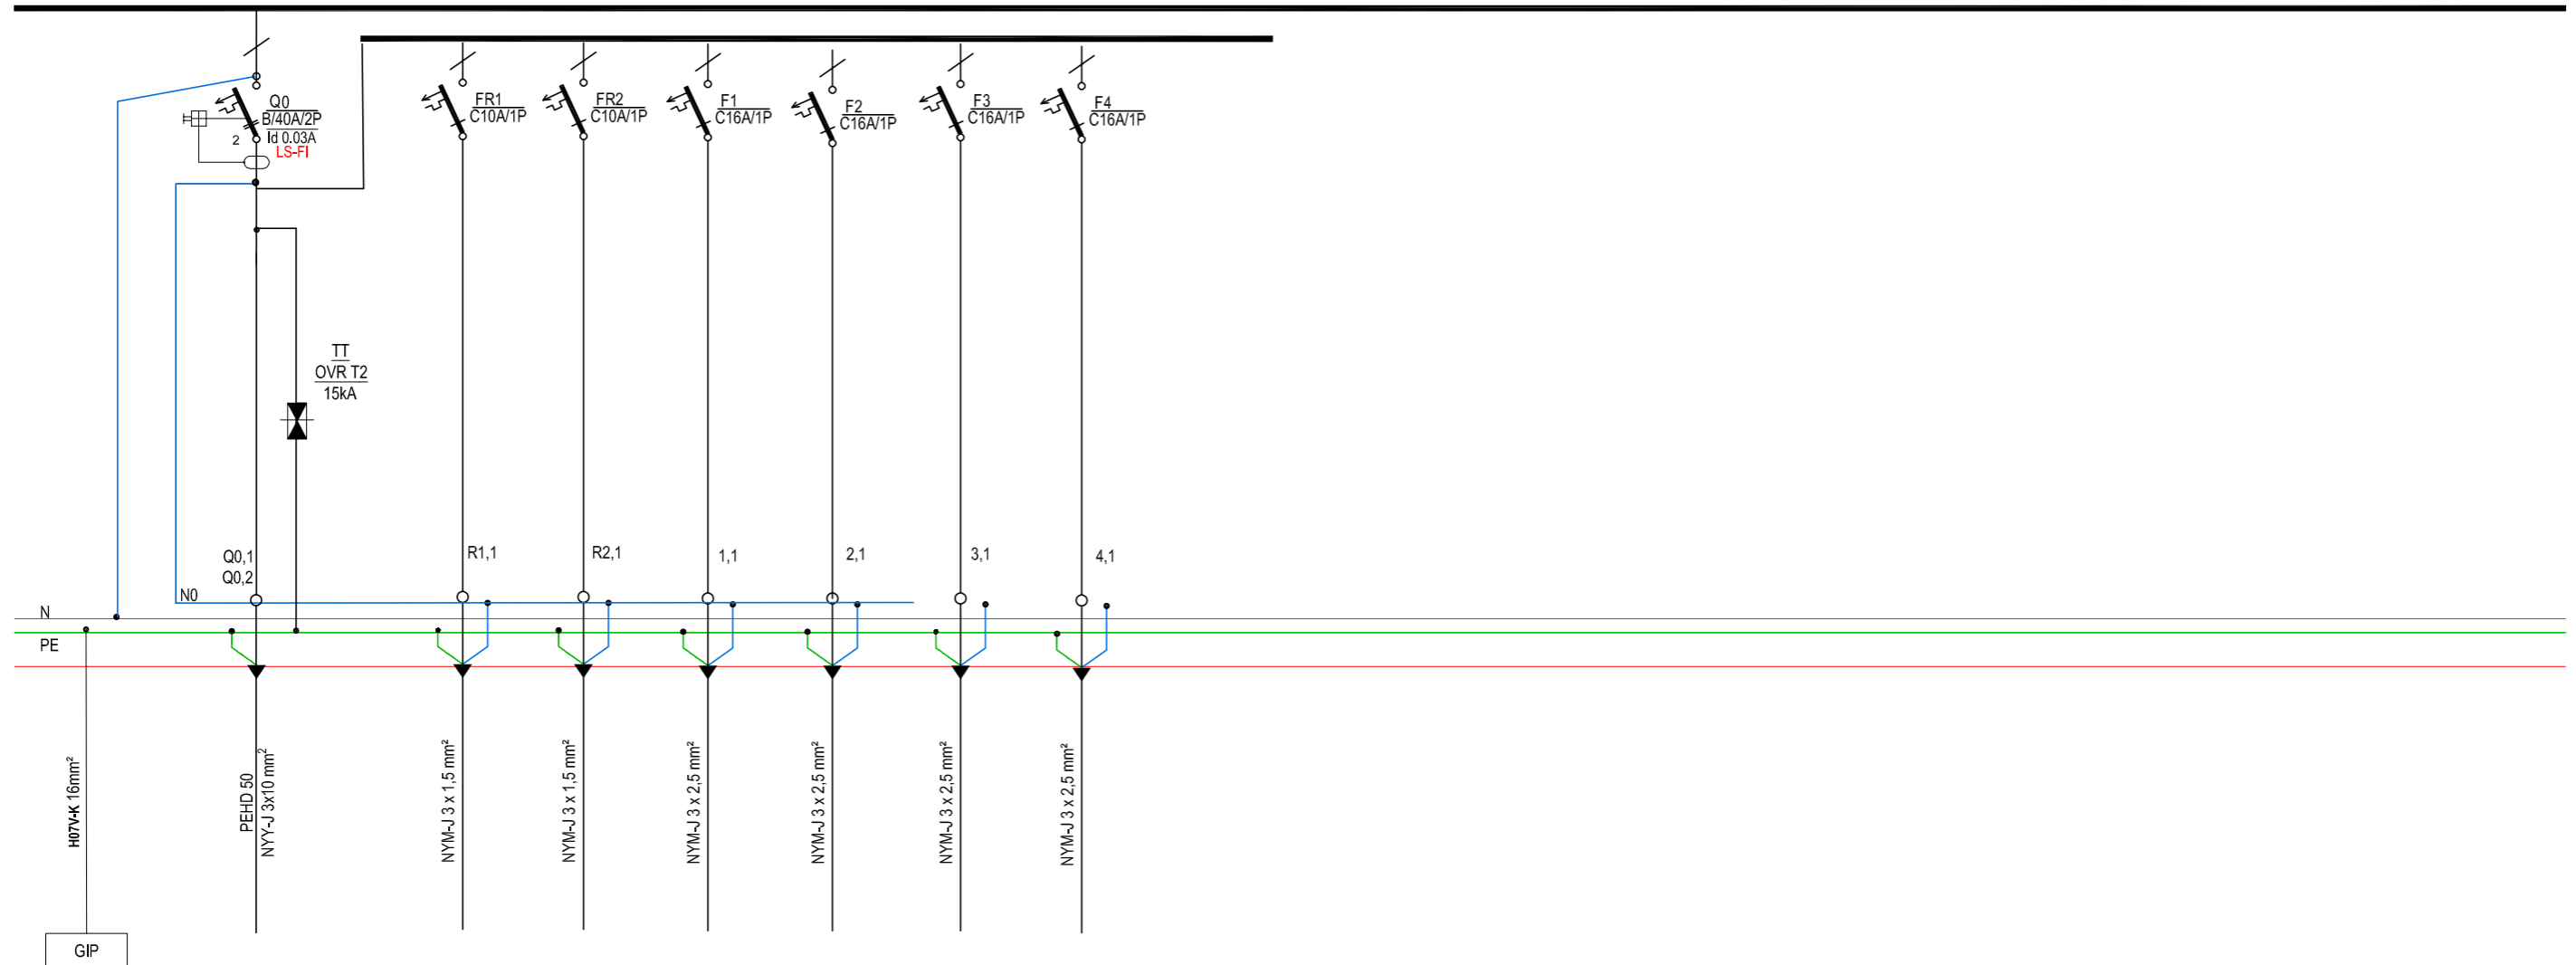 Q0
B/40A/2P
Id 0.03A
2
LS-FI
FR1
C10A/1P
FR2
C10A/1P
F1
C16A/1P
F2
C16A/1P
F3
C16A/1P
F4
C16A/1P
TT
OVR T2
15kA
Q0,1
Q0,2
R1,1
R2,1
1,1
2,1
3,1
4,1
N0
N
PE
H07V-K 16mm²
PEHD 50
NYY-J 3x10 mm²
NYM-J 3 x 1,5 mm²
NYM-J 3 x 1,5 mm²
NYM-J 3 x 2,5 mm²
NYM-J 3 x 2,5 mm²
NYM-J 3 x 2,5 mm²
NYM-J 3 x 2,5 mm²
GIP